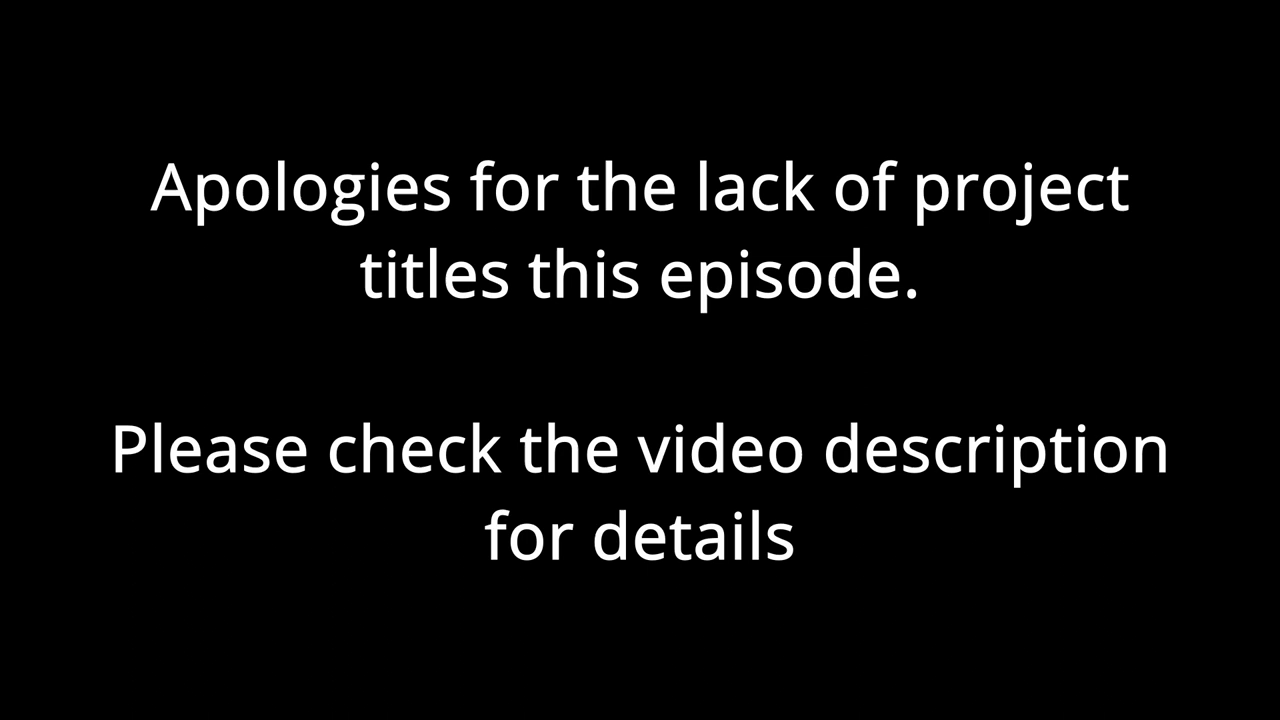 Apologies for the lack of project
titles this episode.
Please check the video description
for details